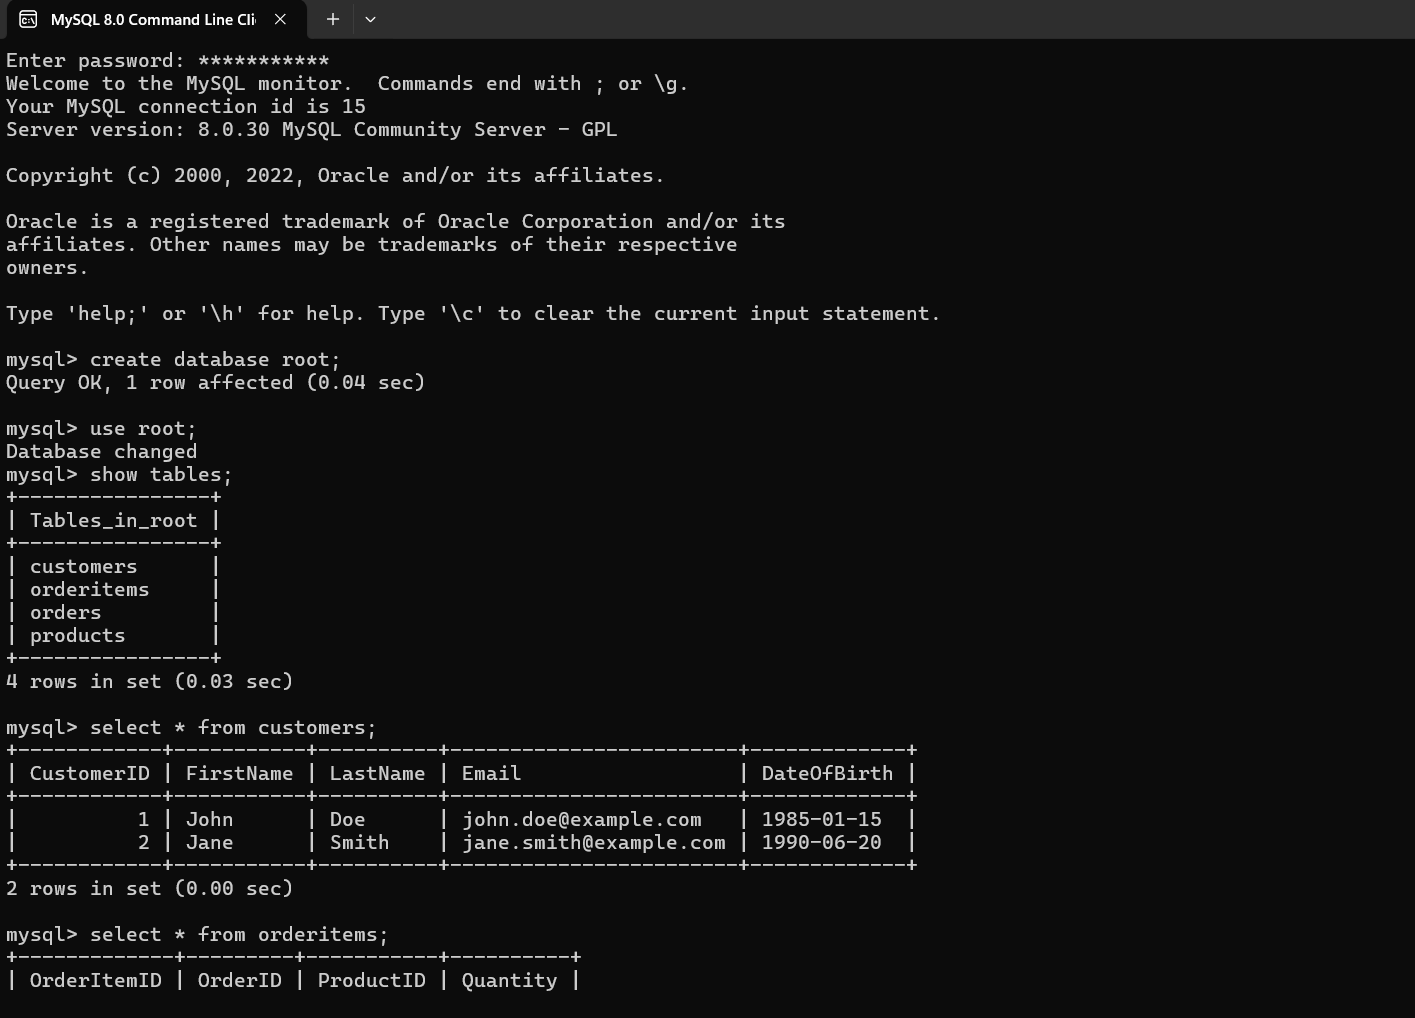 MySQL 8.0 Command Line Cli
Enter password: ***********
Welcome to the MySQL monitor.  Commands end with ; or \g.
Your MySQL connection id is 15
Server version: 8.0.30 MySQL Community Server - GPL
Copyright (c) 2000, 2022, Oracle and/or its affiliates.
Oracle is a registered trademark of Oracle Corporation and/or its
affiliates. Other names may be trademarks of their respective
owners.
Type 'help;' or '\h' for help. Type '\c' to clear the current input statement.
mysql> create database root;
Query OK, 1 row affected (0.04 sec)
mysql> use root;
Database changed
mysql> show tables;
+----------------+
| Tables_in_root |
+----------------+
| customers      |
| orderitems     |
| orders         |
| products       |
+----------------+
4 rows in set (0.03 sec)
mysql> select * from customers;
+------------+-----------+----------+------------------------+-------------+
| CustomerID | FirstName | LastName | Email                  | DateOfBirth |
+------------+-----------+----------+------------------------+-------------+
|          1 | John      | Doe      | john.doe@example.com   | 1985-01-15  |
|          2 | Jane      | Smith    | jane.smith@example.com | 1990-06-20  |
+------------+-----------+----------+------------------------+-------------+
2 rows in set (0.00 sec)
mysql> select * from orderitems;
+-------------+---------+-----------+----------+
| OrderItemID | OrderID | ProductID | Quantity |